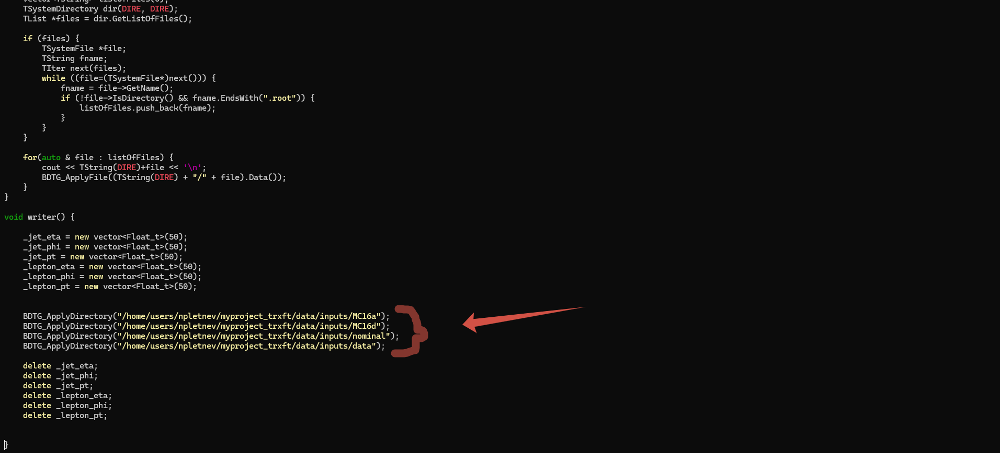 TSystemDirectory dir(DIRE, DIRE);
TList *files = dir.GetListOfFiles();
if (files) {
TSystemFile *file;
TString fname;
TIter next(files);
while ((file=(TSystemFile*)next())) {
fname = file->GetName();
if (!file->IsDirectory() && fname.EndsWith(".root")) {
listOfFiles.push_back(fname);
}
}
}
for(auto & file : listOfFiles) {
cout << TString(DIRE)+file << '\n';
BDTG_ApplyFile((TString(DIRE) + "/" + file).Data());
}
}
void writer() {
_jet_eta = new vector<Float_t>(50);
_jet_phi = new vector<Float_t>(50);
_jet_pt = new vector<Float_t>(50);
_lepton_eta = new vector<Float_t>(50);
_lepton_phi = new vector<Float_t>(50);
_lepton_pt = new vector<Float_t>(50);
BDTG_ApplyDirectory("/home/users/npletnev/myproject_trxft/data/inputs/MC16a");
BDTG_ApplyDirectory("/home/users/npletnev/myproject_trxft/data/inputs/MC16d");
BDTG_ApplyDirectory("/home/users/npletnev/myproject_trxft/data/inputs/nominal");
BDTG_ApplyDirectory("/home/users/npletnev/myproject_trxft/data/inputs/data");
delete _jet_eta;
delete _jet_phi;
delete _jet_pt;
delete _lepton_eta;
delete _lepton_phi;
delete _lepton_pt;
}